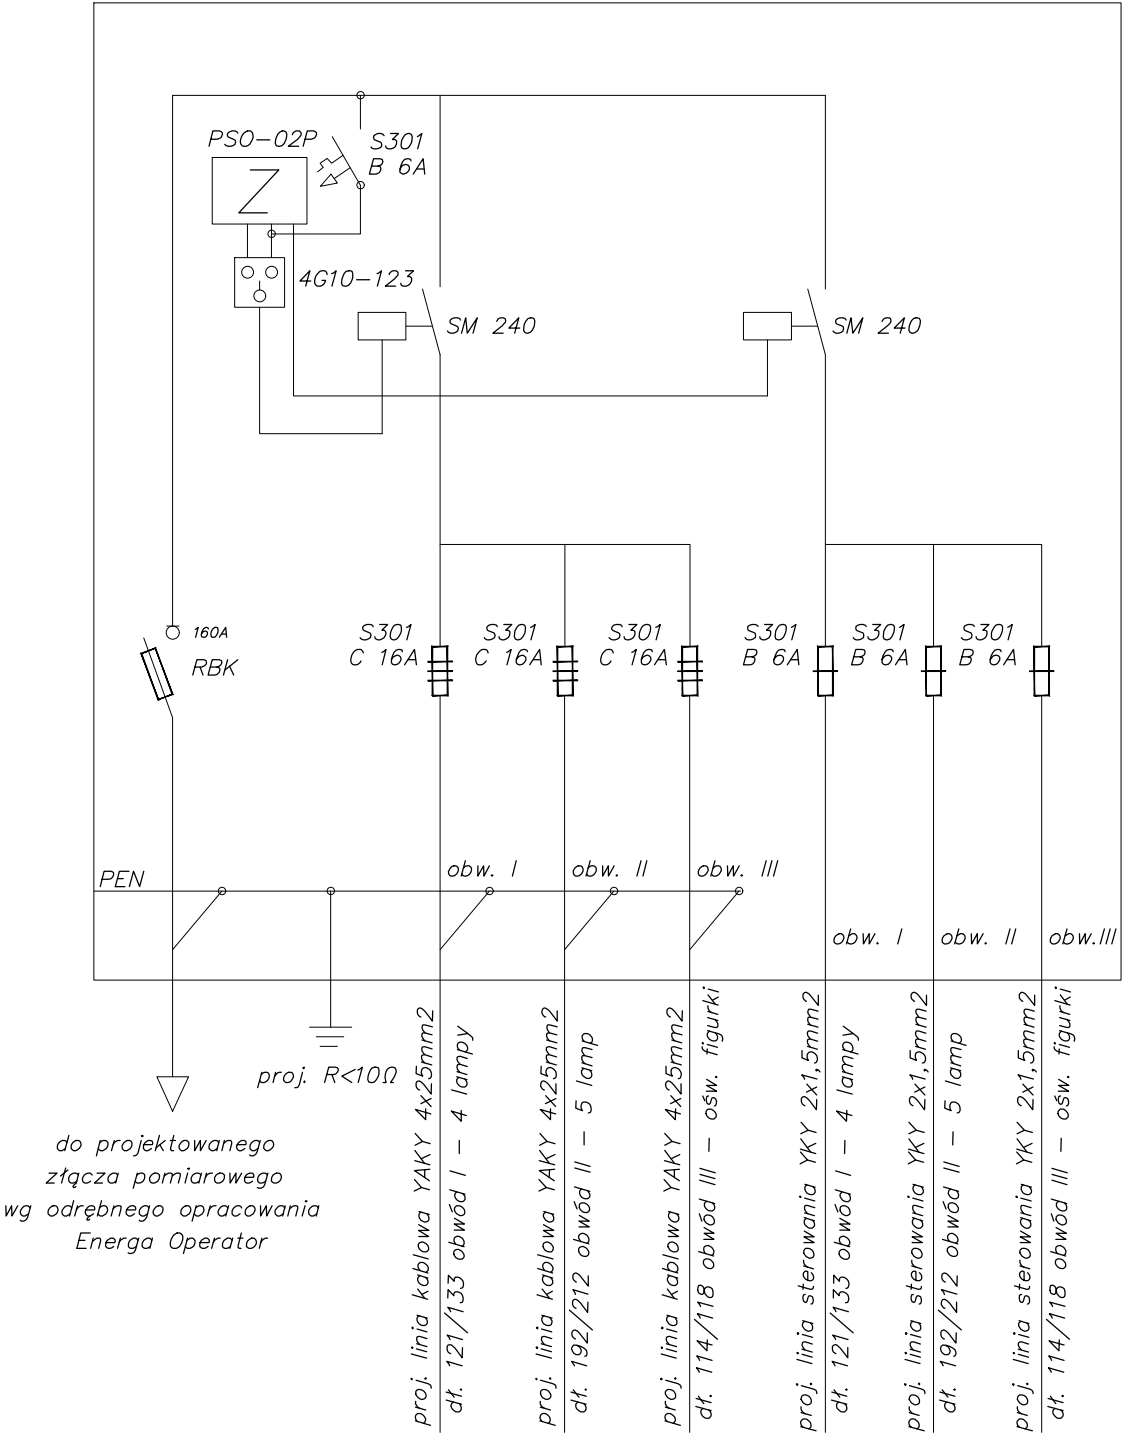 PSO-02P
S301
B 6A
Z
4G10-123
SM 240
SM 240
160A
RBK
S301
C 16A
S301
C 16A
S301
C 16A
S301
B 6A
S301
B 6A
S301
B 6A
PEN
obw. I
obw. II
obw. III
obw. I
obw. II
obw.III
proj. R<10Ω
do projektowanego
złącza pomiarowego
wg odrębnego opracowania
Energa Operator
proj. linia kablowa YAKY 4x25mm2
dł. 121/133 obwód I - 4 lampy
proj. linia kablowa YAKY 4x25mm2
dł. 192/212 obwód II - 5 lamp
proj. linia kablowa YAKY 4x25mm2
dł. 114/118 obwód III - ośw. figurki
proj. linia sterowania YKY 2x1,5mm2
dł. 121/133 obwód I - 4 lampy
proj. linia sterowania YKY 2x1,5mm2
dł. 192/212 obwód II - 5 lamp
proj. linia sterowania YKY 2x1,5mm2
dł. 114/118 obwód III - ośw. figurki